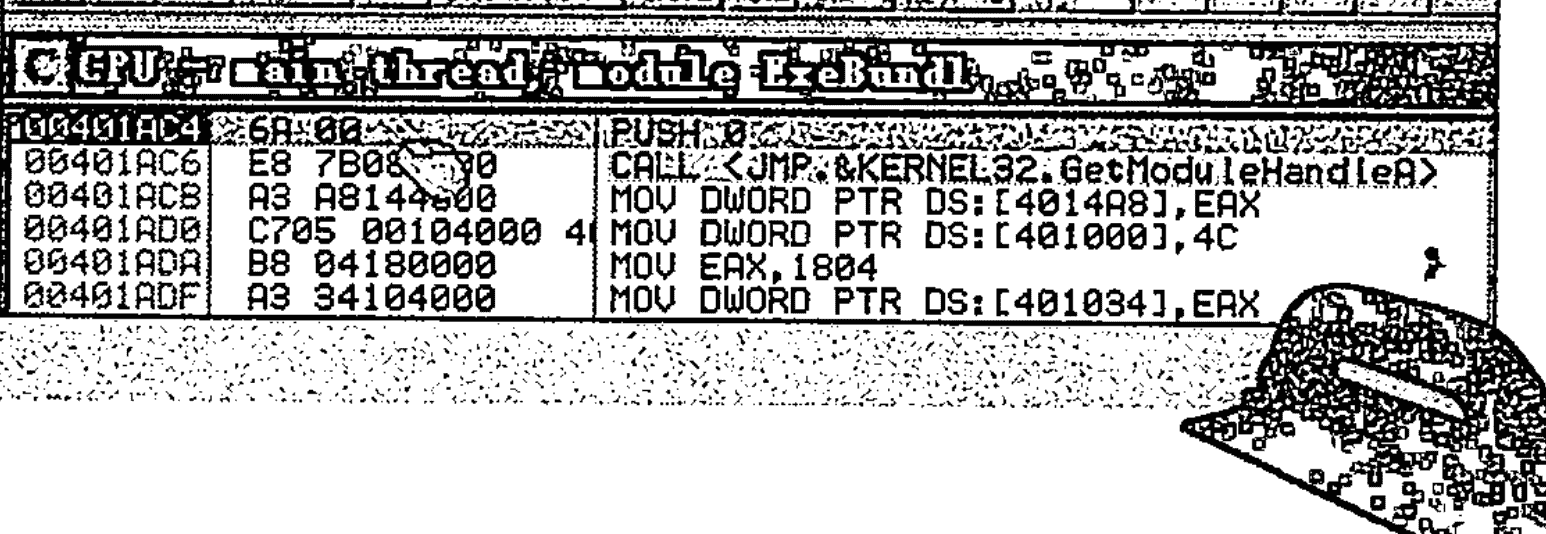 C CPU - main thread, module ExeBundl
00401AC4 6A 00 PUSH 0
00401AC6 E8 CALL <JMP.&KERNEL32.GetModuleHandleA>
00401ACB A3 A8144000 MOV DWORD PTR DS:[4014A8],EAX
00401AD0 C705 00104000 4 MOV DWORD PTR DS:[401000],4C
00401ADA B8 04180000 MOV EAX,1804
00401ADF A3 34104000 MOV DWORD PTR DS:[401034],EAX